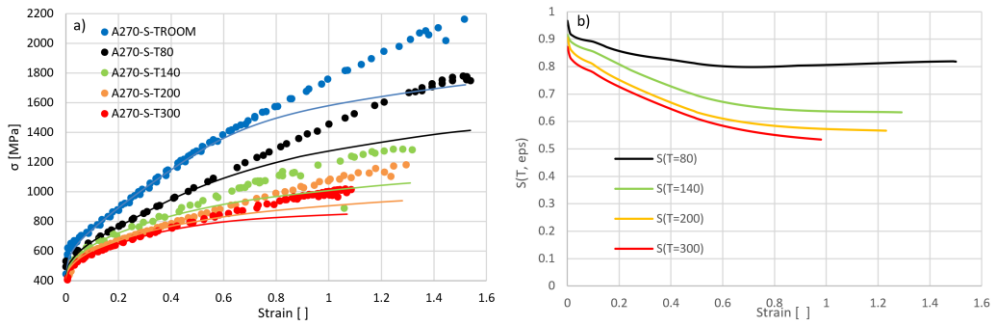 a)
A270-S-TROOM
A270-S-T80
A270-S-T140
A270-S-T200
A270-S-T300
σ [MPa]
2200
2000
1800
1600
1400
1200
1000
800
600
400
0 0.2 0.4 0.6 0.8 1 1.2 1.4 1.6
Strain [ ]
b)
S(T, eps)
1
0.9
0.8
0.7
0.6
0.5
0.4
0.3
0.2
0.1
0
S(T=80)
S(T=140)
S(T=200)
S(T=300)
0 0.2 0.4 0.6 0.8 1 1.2 1.4 1.6
Strain [ ]